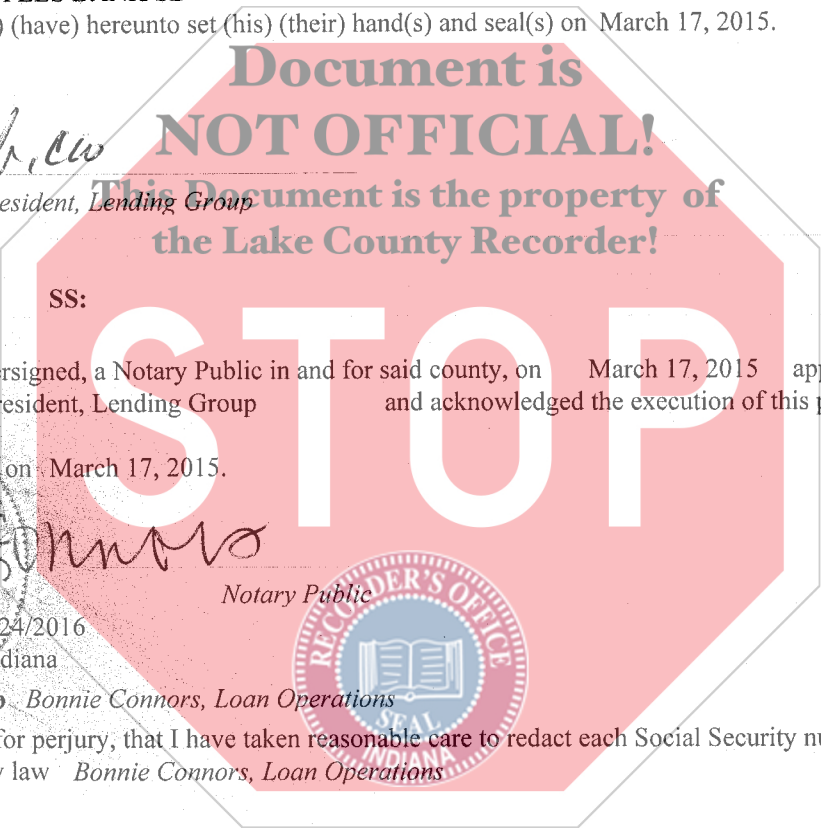 ) (have) hereunto set (his) (their) hand(s) and seal(s) on March 17, 2015.
Document is
NOT OFFICIAL!
This Document is the property of
esident, Lending Group
the Lake County Recorder!
SS:
STOP
ersigned, a Notary Public in and for said county, on March 17, 2015 app
resident, Lending Group and acknowledged the execution of this p
on March 17, 2015.
onnors
Notary Public
RECORDER'S OFFICE
SEAL
INDIANA
24/2016
diana
Bonnie Connors, Loan Operations
for perjury, that I have taken reasonable care to redact each Social Security nu
y law Bonnie Connors, Loan Operations